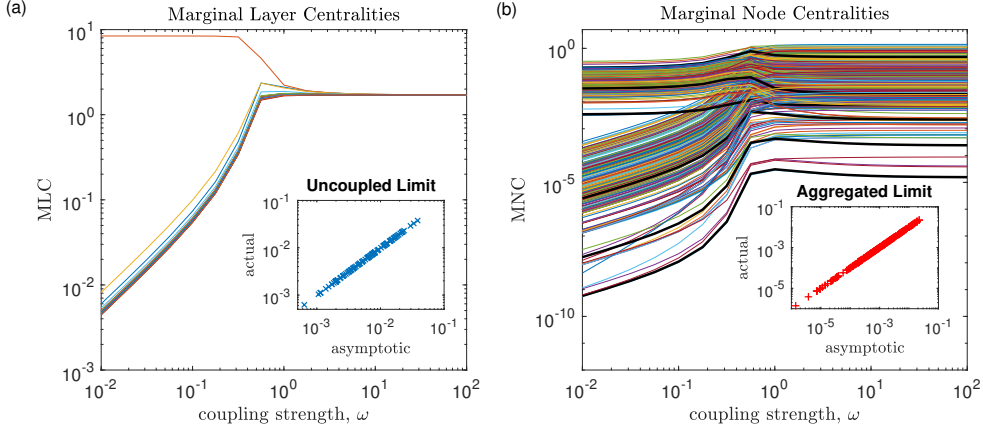 (a)
Marginal Layer Centralities
10^1
10^0
10^-1
10^-2
10^-3
MLC
10^-2
10^-1
10^0
10^1
10^2
coupling strength, ω
Uncoupled Limit
10^-1
10^-2
10^-3
actual
10^-3
10^-2
10^-1
asymptotic
(b)
Marginal Node Centralities
10^0
10^-5
10^-10
MNC
10^-2
10^-1
10^0
10^1
10^2
coupling strength, ω
Aggregated Limit
10^-1
10^-3
10^-5
actual
10^-5
10^-3
10^-1
asymptotic